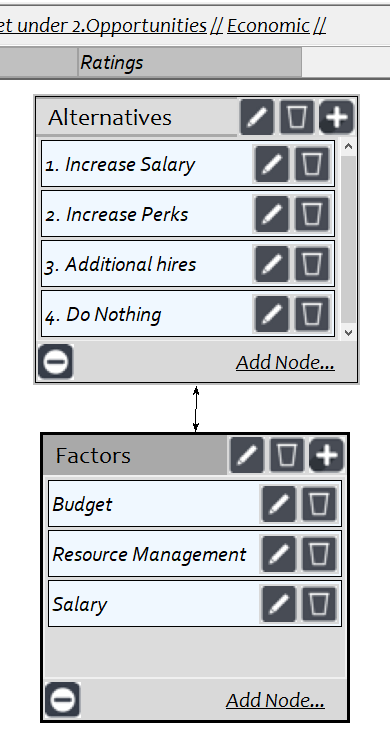 et under 2.Opportunities // Economic //
Ratings
Alternatives
1. Increase Salary
2. Increase Perks
3. Additional hires
4. Do Nothing
Add Node...
Factors
Budget
Resource Management
Salary
Add Node...